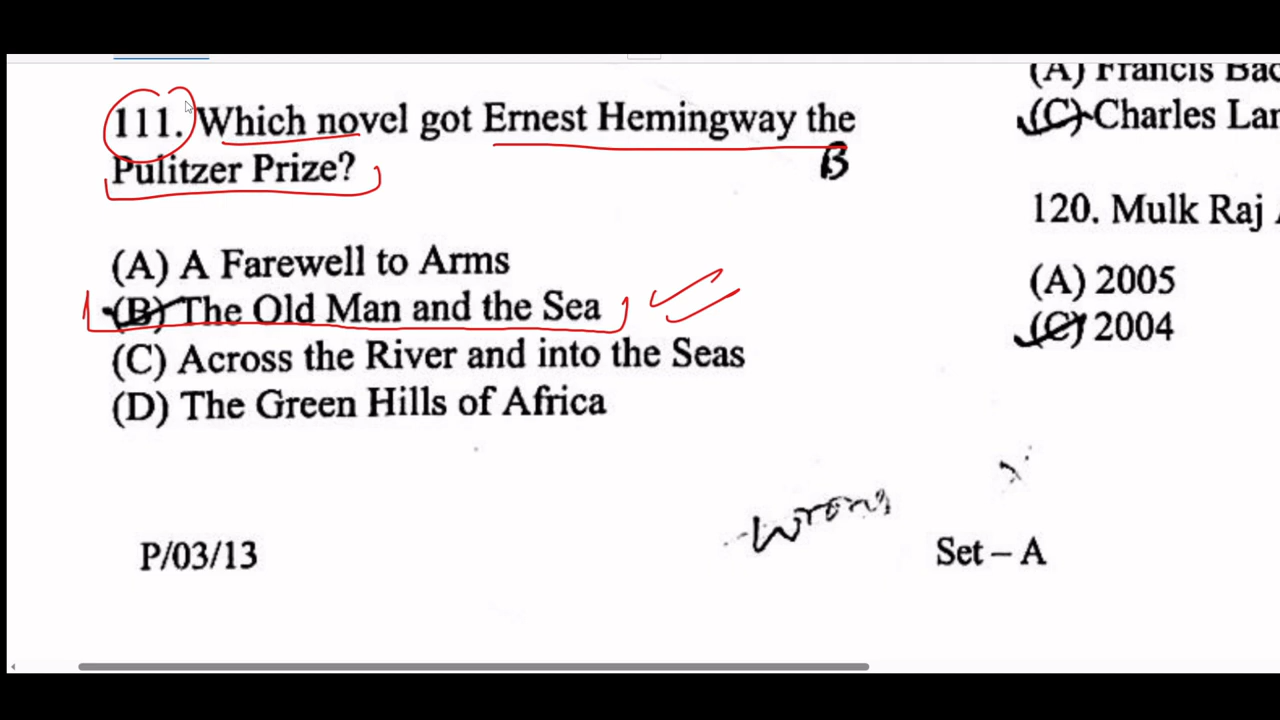 111. Which novel got Ernest Hemingway the
Pulitzer Prize?
B
(A) A Farewell to Arms
(B) The Old Man and the Sea
(C) Across the River and into the Seas
(D) The Green Hills of Africa
P/03/13
(A) Francis Bac
(C) Charles Lar
120. Mulk Raj
(A) 2005
(C) 2004
Wrong
Set – A